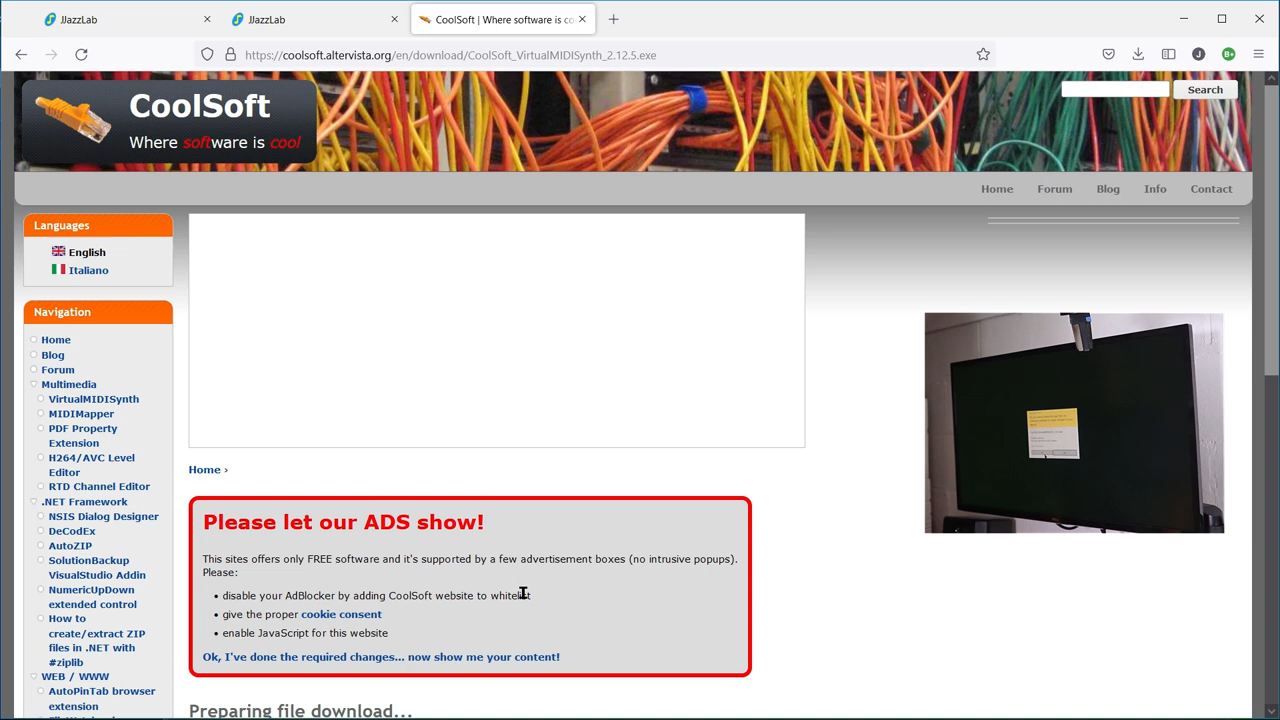 JJazzLab
JJazzLab
CoolSoft | Where software is co
https://coolsoft.altervista.org/en/download/CoolSoft_VirtualMIDISynth_2.12.5.exe
J
B+
CoolSoft
Where software is cool
Search
Home Forum Blog Info Contact
Languages
English
Italiano
Navigation
Home
Blog
Forum
Multimedia
VirtualMIDISynth
MIDIMapper
PDF Property
Extension
H264/AVC Level
Editor
RTD Channel Editor
.NET Framework
NSIS Dialog Designer
DeCodEx
AutoZIP
SolutionBackup
VisualStudio Addin
NumericUpDown
extended control
How to
create/extract ZIP
files in .NET with
#ziplib
WEB / WWW
AutoPinTab browser
extension
Home ›
Please let our ADS show!
This sites offers only FREE software and it's supported by a few advertisement boxes (no intrusive popups).
Please:
• disable your AdBlocker by adding CoolSoft website to whitelist
• give the proper cookie consent
• enable JavaScript for this website
Ok, I've done the required changes... now show me your content!
Preparing file download...